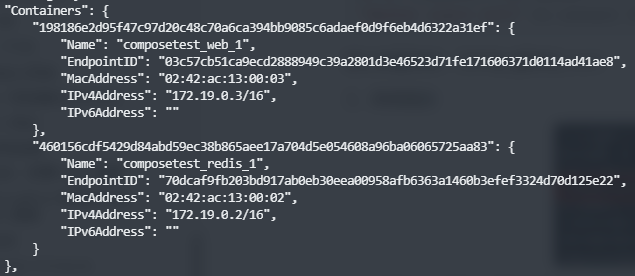 "Containers": {
"198186e2d95f47c97d20c48c70a6ca394bb9085c6adaef0d9f6eb4d6322a31ef": {
"Name": "composetest_web_1",
"EndpointID": "03c57cb51ca9ecd2888949c39a2801d3e46523d71fe171606371d0114ad41ae8",
"MacAddress": "02:42:ac:13:00:03",
"IPv4Address": "172.19.0.3/16",
"IPv6Address": ""
},
"460156cdf5429d84abd59ec38b865aee17a704d5e054608a96ba06065725aa83": {
"Name": "composetest_redis_1",
"EndpointID": "70dcaf9fb203bd917ab0eb30eea00958afb6363a1460b3efef3324d70d125e22",
"MacAddress": "02:42:ac:13:00:02",
"IPv4Address": "172.19.0.2/16",
"IPv6Address": ""
}
},